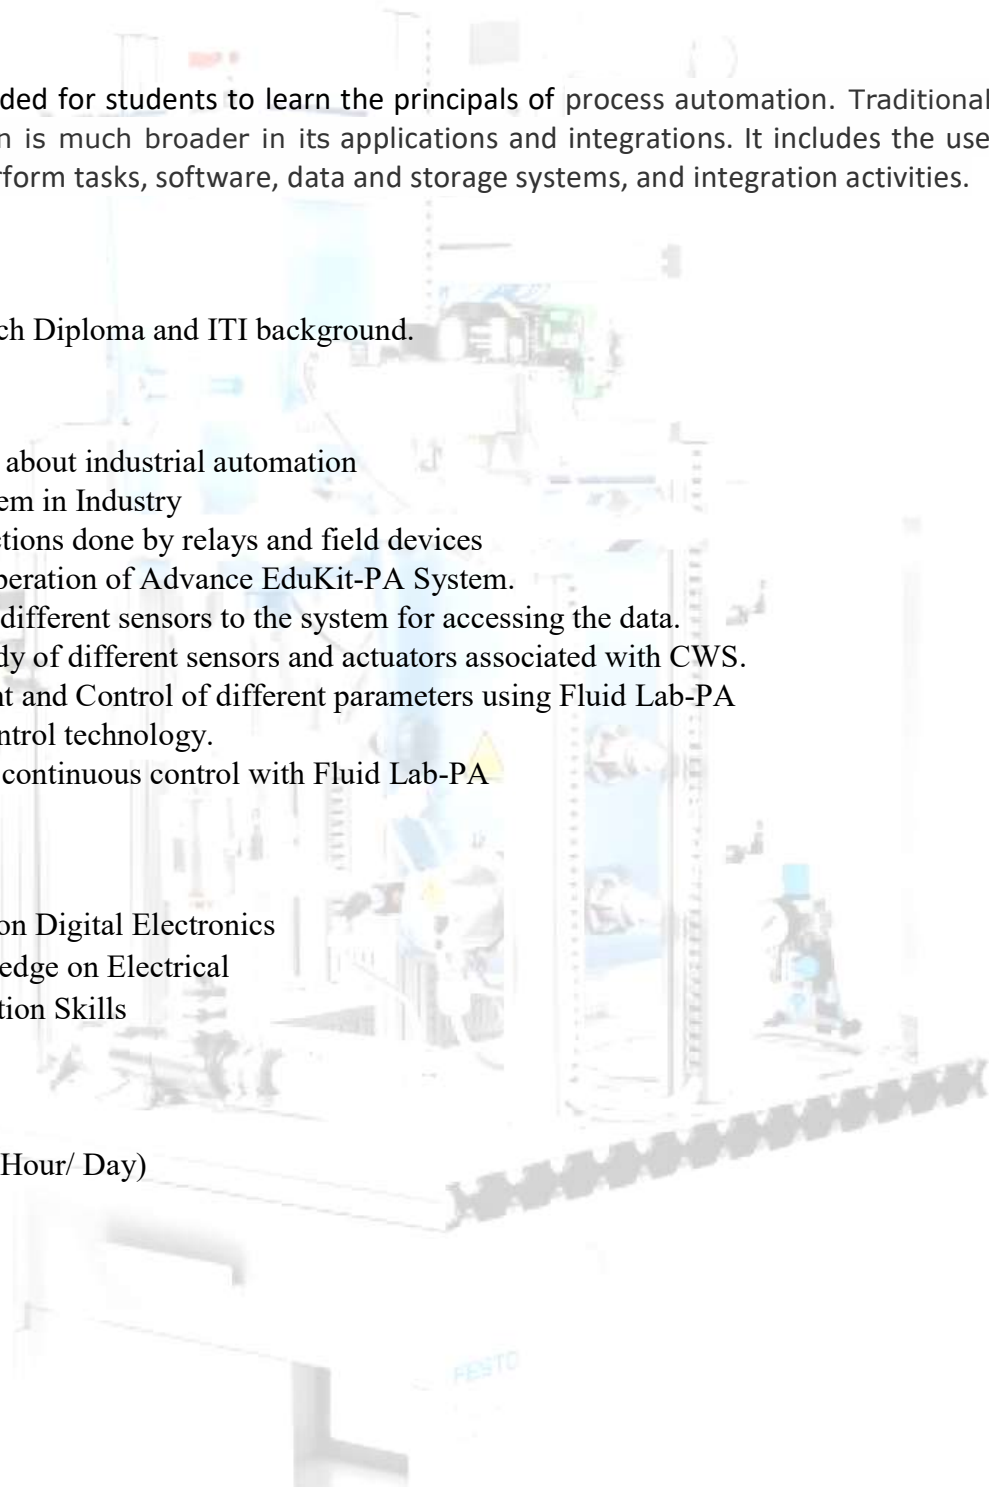 ded for students to learn the principals of process automation. Traditional
n is much broader in its applications and integrations. It includes the use
rform tasks, software, data and storage systems, and integration activities.
ch Diploma and ITI background.
about industrial automation
em in Industry
ctions done by relays and field devices
peration of Advance EduKit-PA System.
different sensors to the system for accessing the data.
dy of different sensors and actuators associated with CWS.
nt and Control of different parameters using Fluid Lab-PA
ntrol technology.
continuous control with Fluid Lab-PA
on Digital Electronics
edge on Electrical
tion Skills
Hour/ Day)
FESTO